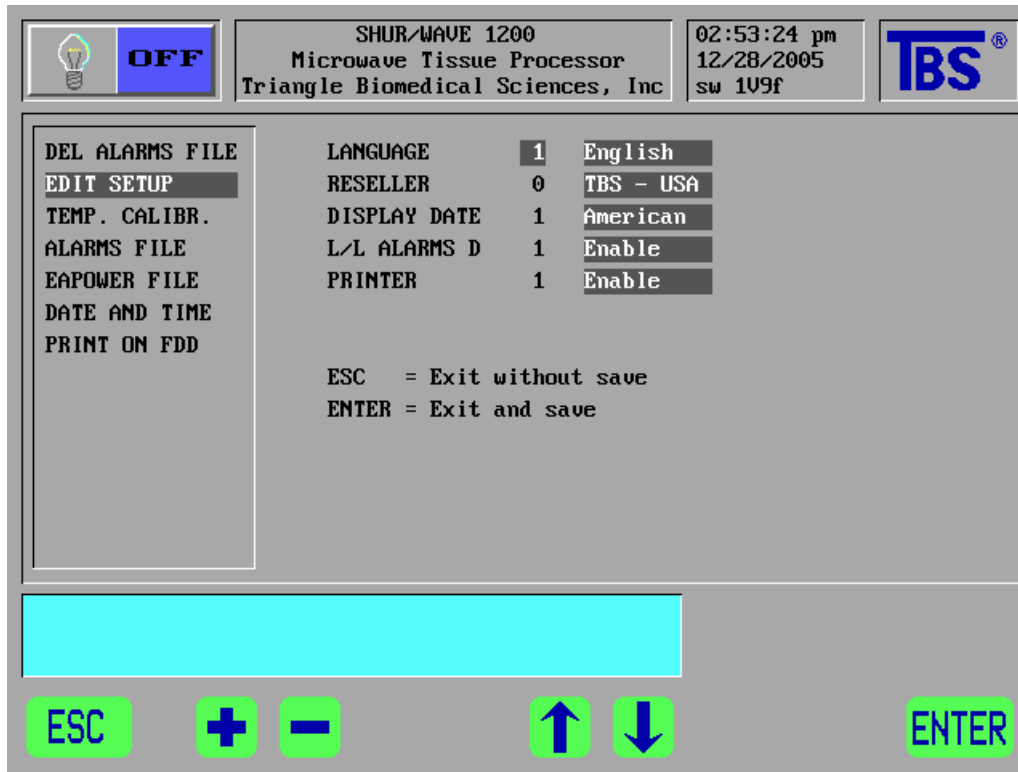 OFF
SHUR/WAVE 1200
Microwave Tissue Processor
Triangle Biomedical Sciences, Inc
02:53:24 pm
12/28/2005
sw 1V9f
TBS®
DEL ALARMS FILE
EDIT SETUP
TEMP. CALIBR.
ALARMS FILE
EAPOWER FILE
DATE AND TIME
PRINT ON FDD
LANGUAGE 1 English
RESELLER 0 TBS - USA
DISPLAY DATE 1 American
L/L ALARMS D 1 Enable
PRINTER 1 Enable
ESC = Exit without save
ENTER = Exit and save
ESC + - ↑ ↓ ENTER